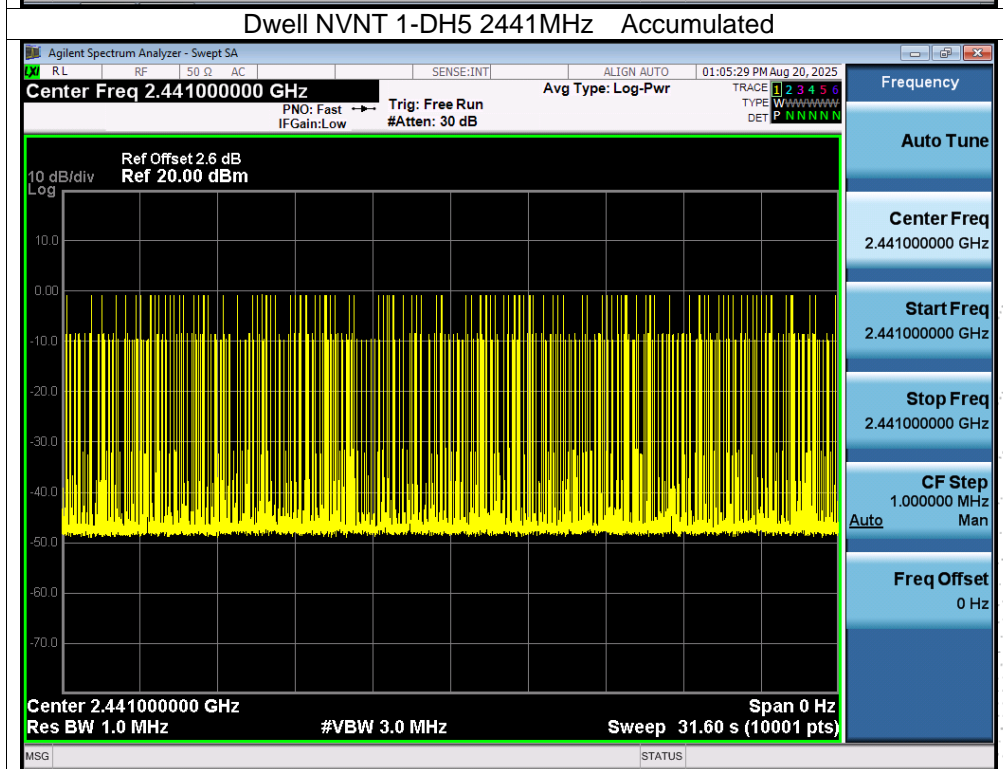 Dwell NVNT 1-DH5 2441MHz Accumulated
Agilent Spectrum Analyzer - Swept SA
LXI RL RF 50 Ω AC SENSE:INT ALIGN AUTO 01:05:29 PM Aug 20, 2025
Center Freq 2.441000000 GHz
PNO: Fast
IFGain:Low
Trig: Free Run
#Atten: 30 dB
Avg Type: Log-Pwr
TRACE 1 2 3 4 5 6
TYPE WWWWWWW
DET P N N N N N
Ref Offset 2.6 dB
10 dB/div Ref 20.00 dBm
Log
10.0
0.00
-10.0
-20.0
-30.0
-40.0
-50.0
-60.0
-70.0
Center 2.441000000 GHz Span 0 Hz
Res BW 1.0 MHz #VBW 3.0 MHz Sweep 31.60 s (10001 pts)
MSG STATUS
Frequency
Auto Tune
Center Freq
2.441000000 GHz
Start Freq
2.441000000 GHz
Stop Freq
2.441000000 GHz
CF Step
1.000000 MHz
Auto Man
Freq Offset
0 Hz